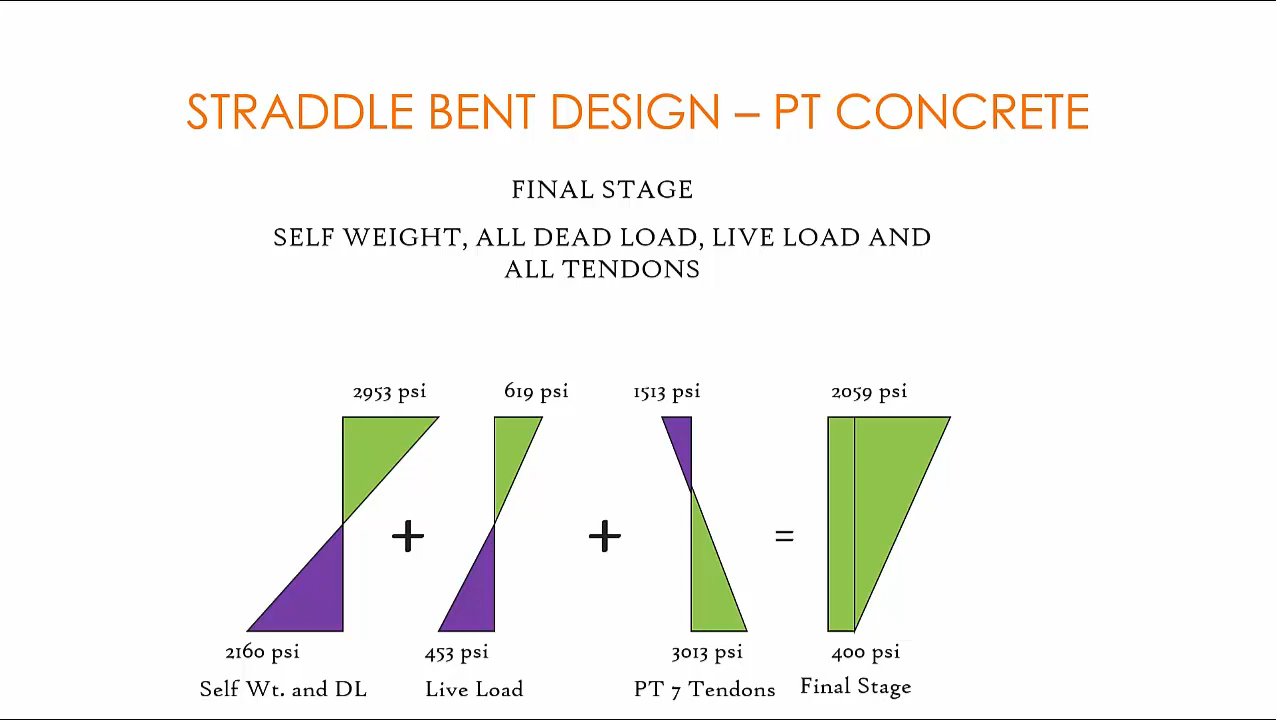 STRADDLE BENT DESIGN – PT CONCRETE
FINAL STAGE
SELF WEIGHT, ALL DEAD LOAD, LIVE LOAD AND
ALL TENDONS
2953 psi
619 psi
1513 psi
2059 psi
+
+
=
2160 psi
453 psi
3013 psi
400 psi
Self Wt. and DL
Live Load
PT 7 Tendons
Final Stage